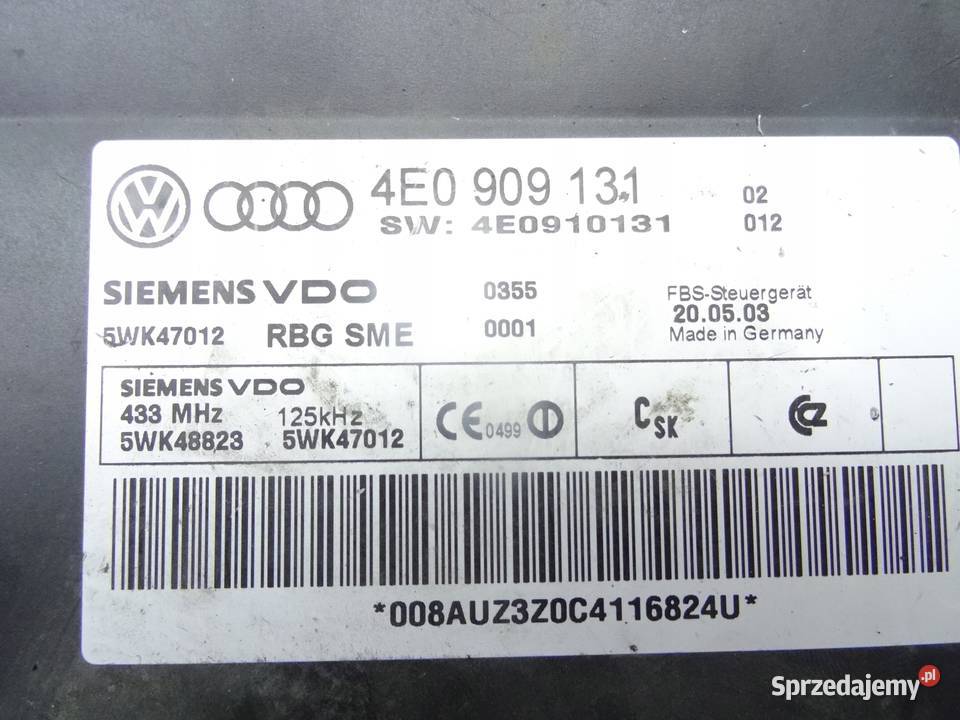 4E0 909 131 02
SW: 4E0910131 012
SIEMENS VDO 0355 FBS-Steuergerät
20.05.03
5WK47012 RBG SME 0001 Made in Germany
SIEMENS VDO
433 MHz 125kHz
5WK48823 5WK47012
CE 0499
CSK
*008AUZ3Z0C4116824U*
Sprzedajemy.pl